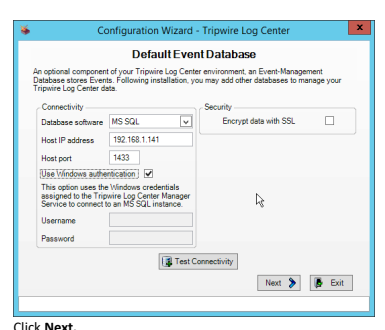 Configuration Wizard - Tripwire Log Center
x
Default Event Database
An optional component of your Tripwire Log Center environment, an Event-Management
Database stores Events. Following installation, you may add other databases to manage your
Tripwire Log Center data.
Connectivity
Database software MS SQL
Host IP address 192.168.1.141
Host port 1433
Use Windows authentication
This option uses the Windows credentials
assigned to the Tripwire Log Center Manager
Service to connect to an MS SQL instance.
Username
Password
Security
Encrypt data with SSL
Test Connectivity
Next Exit
Click Next.